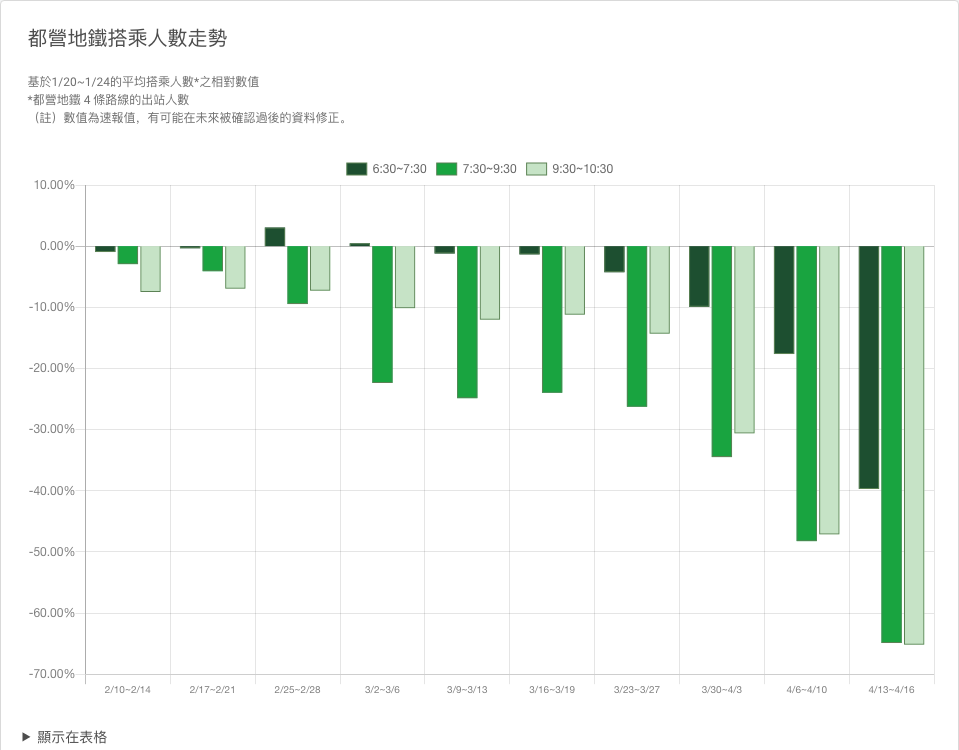 都營地鐵搭乘人數走勢
基於1/20~1/24的平均搭乘人數*之相對數值
*都營地鐵 4 條路線的出站人數
（註）數值為速報值，有可能在未來被確認過後的資料修正。
6:30~7:30 7:30~9:30 9:30~10:30
10.00%
0.00%
-10.00%
-20.00%
-30.00%
-40.00%
-50.00%
-60.00%
-70.00%
2/10~2/14 2/17~2/21 2/25~2/28 3/2~3/6 3/9~3/13 3/16~3/19 3/23~3/27 3/30~4/3 4/6~4/10 4/13~4/16
▶ 顯示在表格